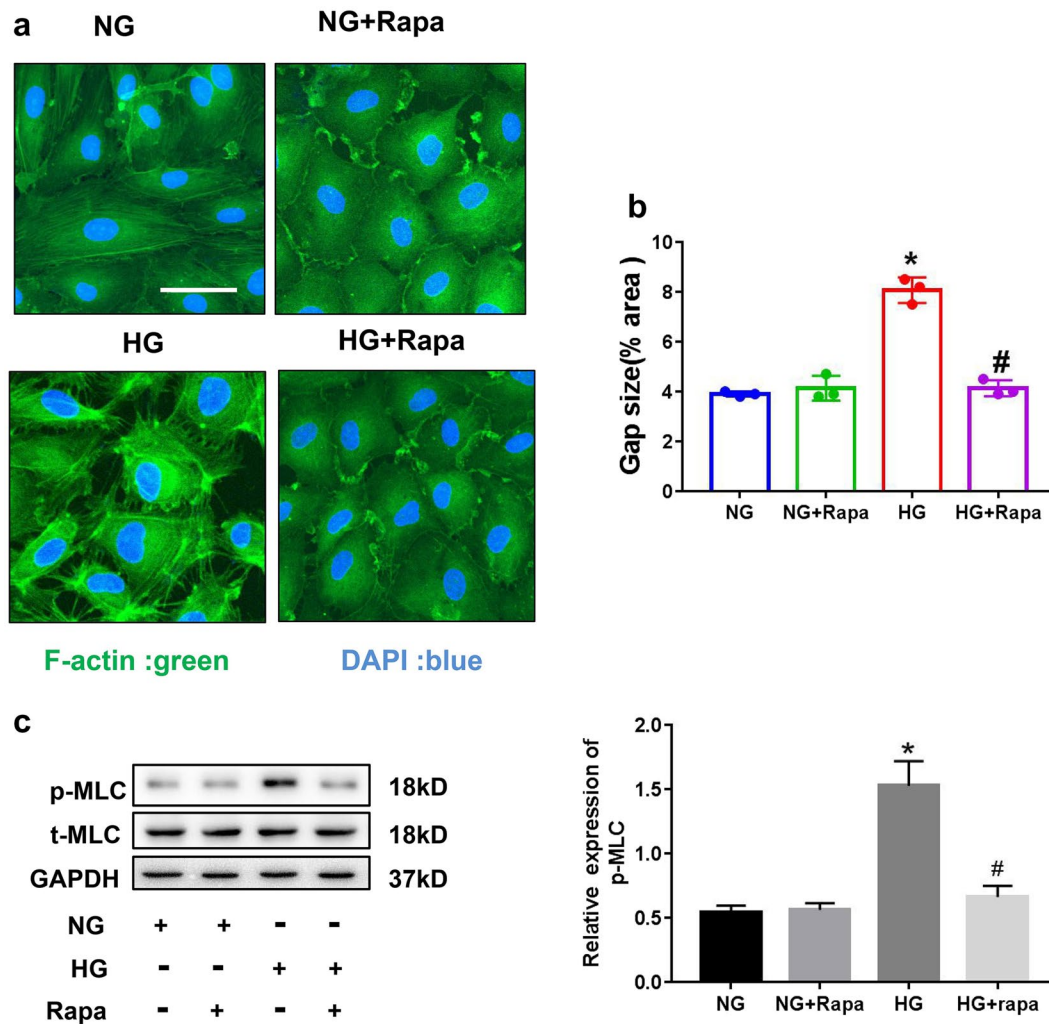 a
NG
NG+Rapa
HG
HG+Rapa
F-actin :green
DAPI :blue
b
Gap size(% area )
10
8
6
4
2
0
*
#
NG
NG+Rapa
HG
HG+Rapa
c
p-MLC
18kD
t-MLC
18kD
GAPDH
37kD
NG + + - -
HG - - + +
Rapa - + - +
Relative expression of
p-MLC
2.0
1.5
1.0
0.5
0.0
*
#
NG
NG+Rapa
HG
HG+rapa